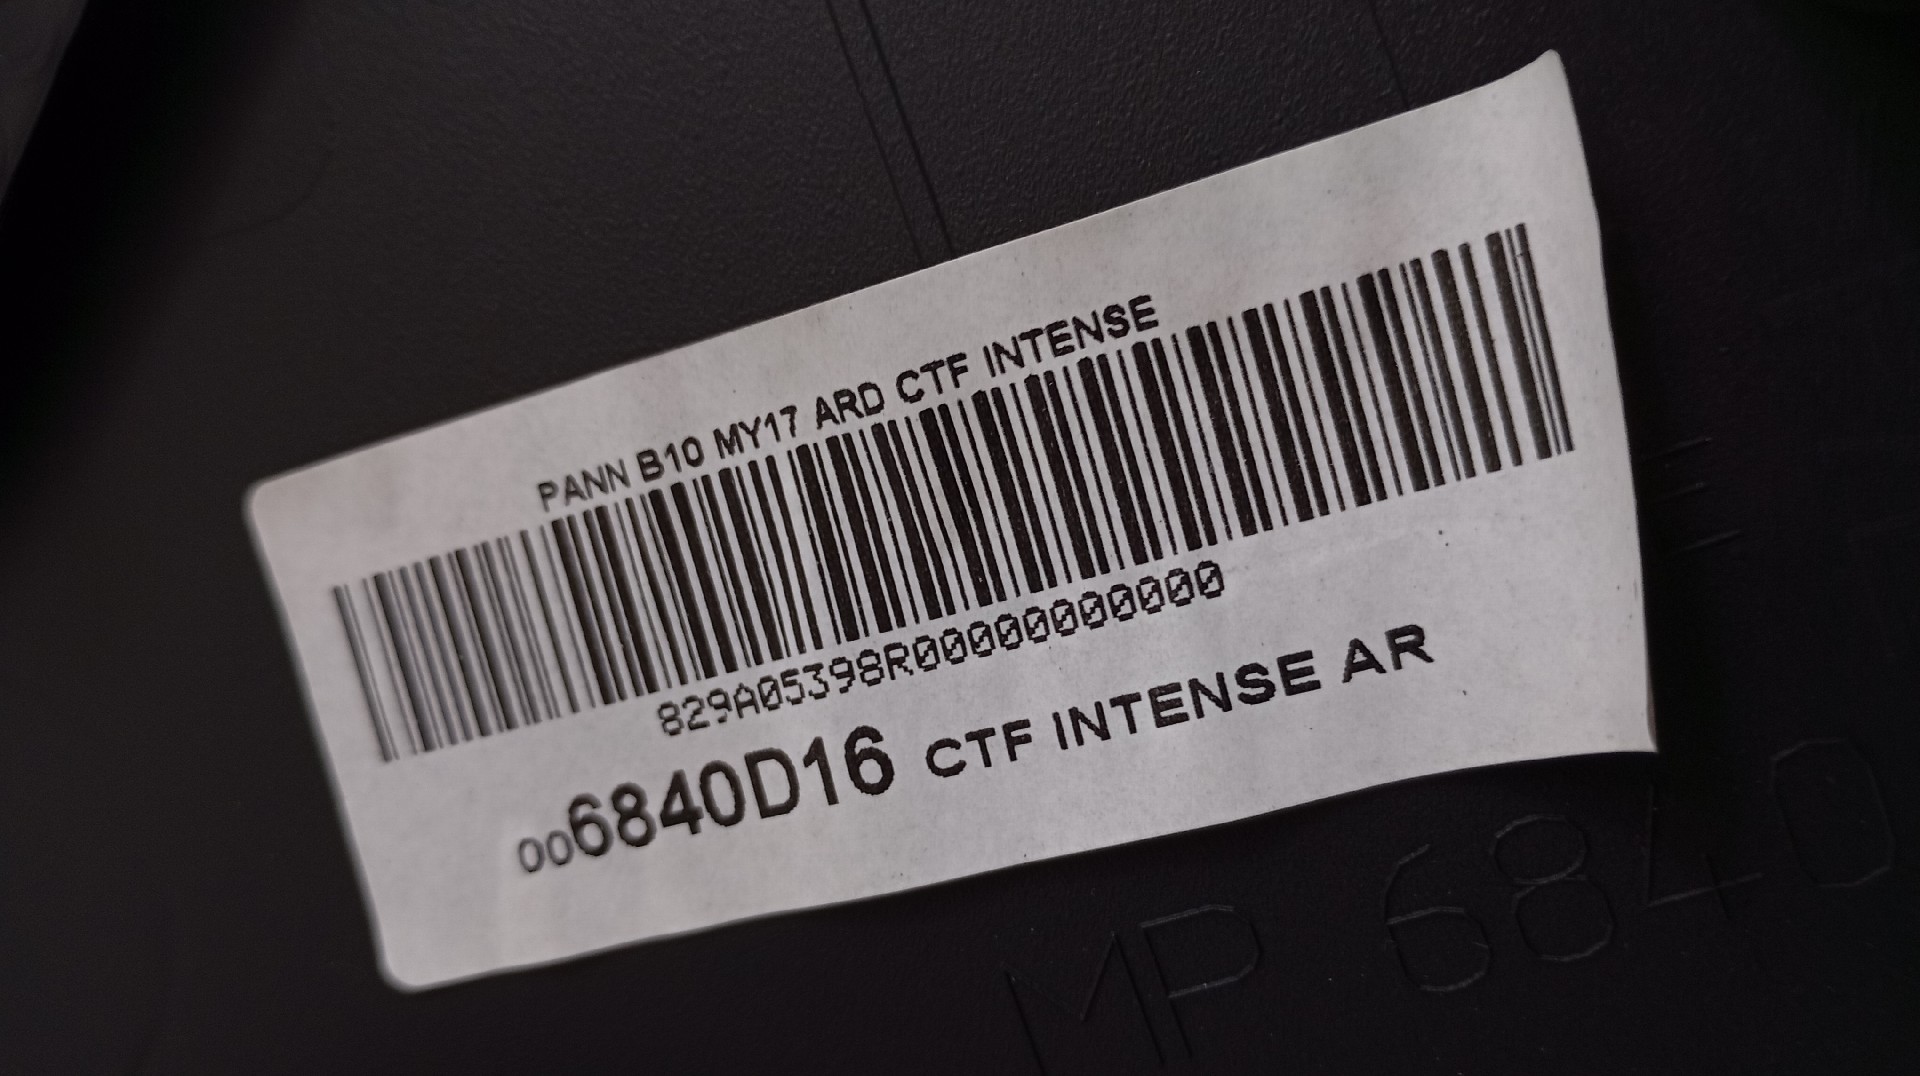 PANN B10 MY17 ARD CTF INTENSE
829A05398R00000000000
006840D16 CTF INTENSE AR
MP 6840